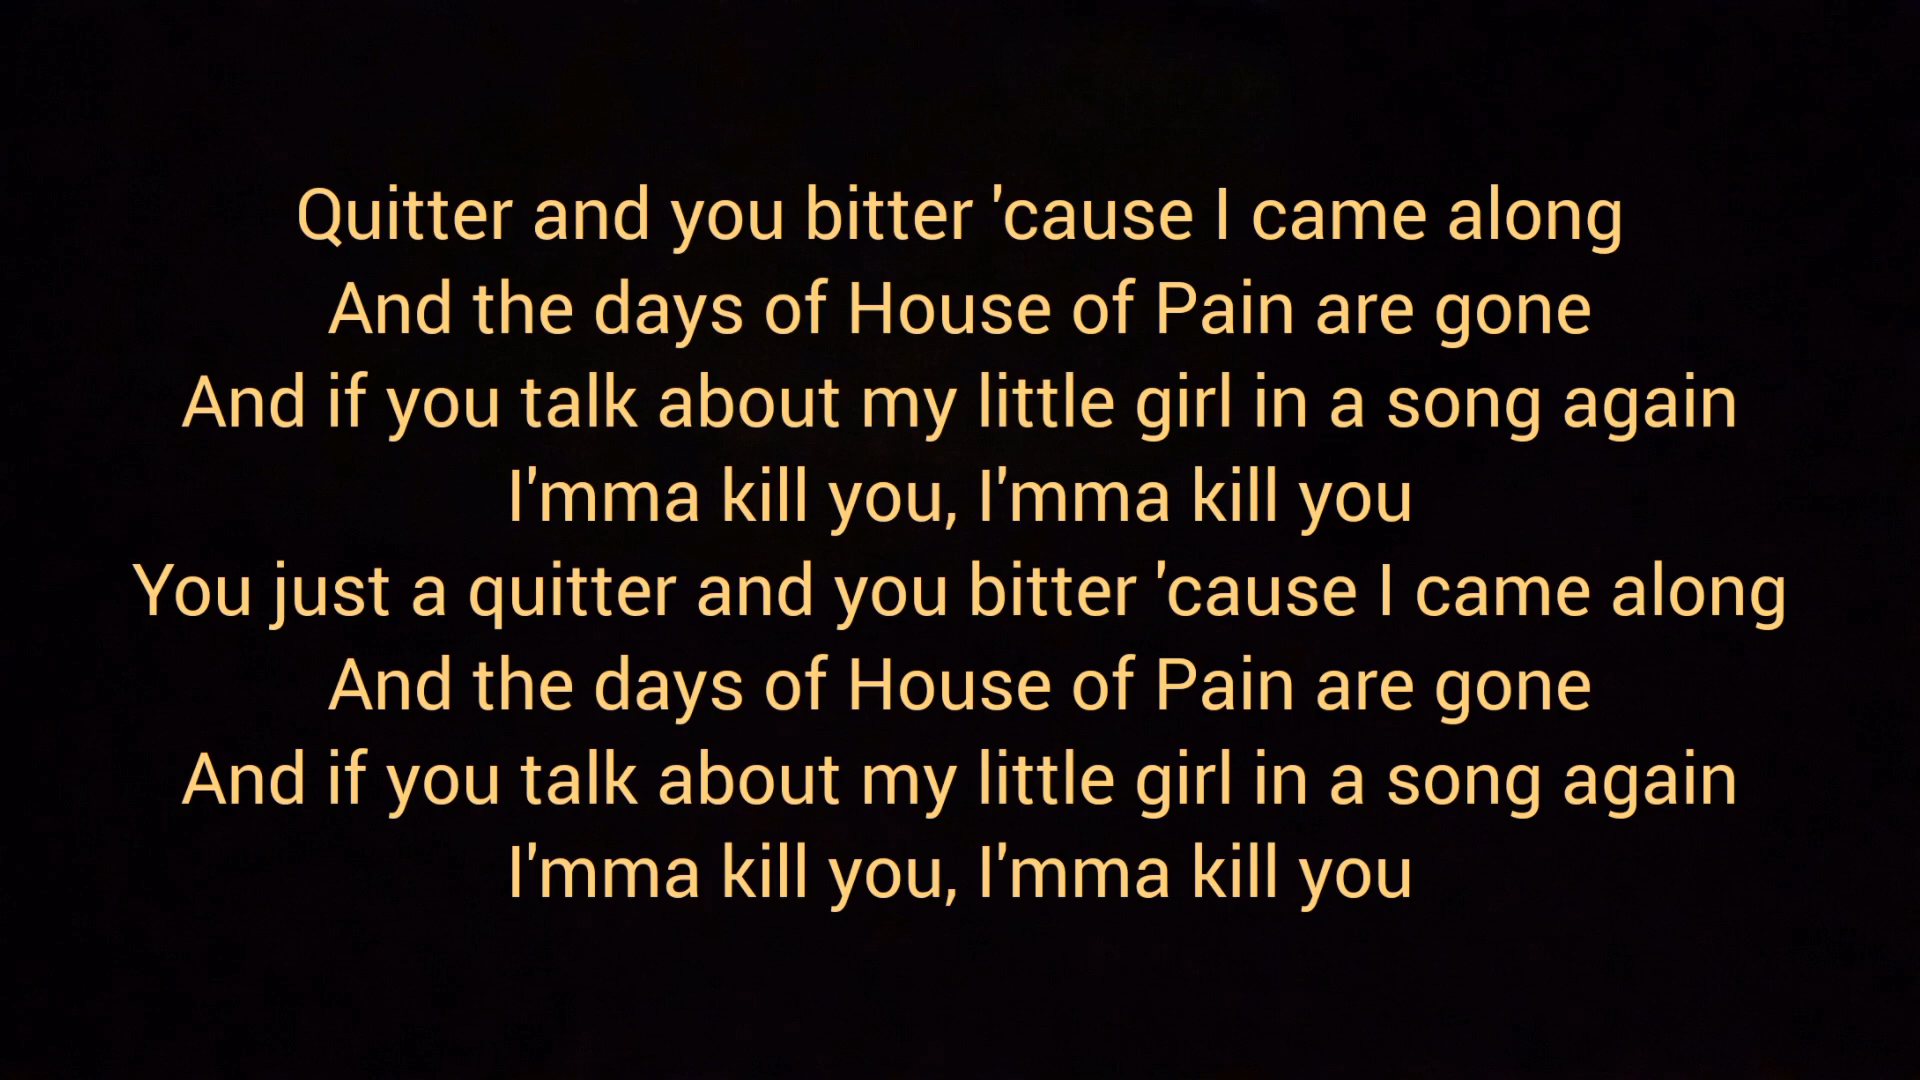 Quitter and you bitter 'cause I came along
And the days of House of Pain are gone
And if you talk about my little girl in a song again
I'mma kill you, I'mma kill you
You just a quitter and you bitter 'cause I came along
And the days of House of Pain are gone
And if you talk about my little girl in a song again
I'mma kill you, I'mma kill you